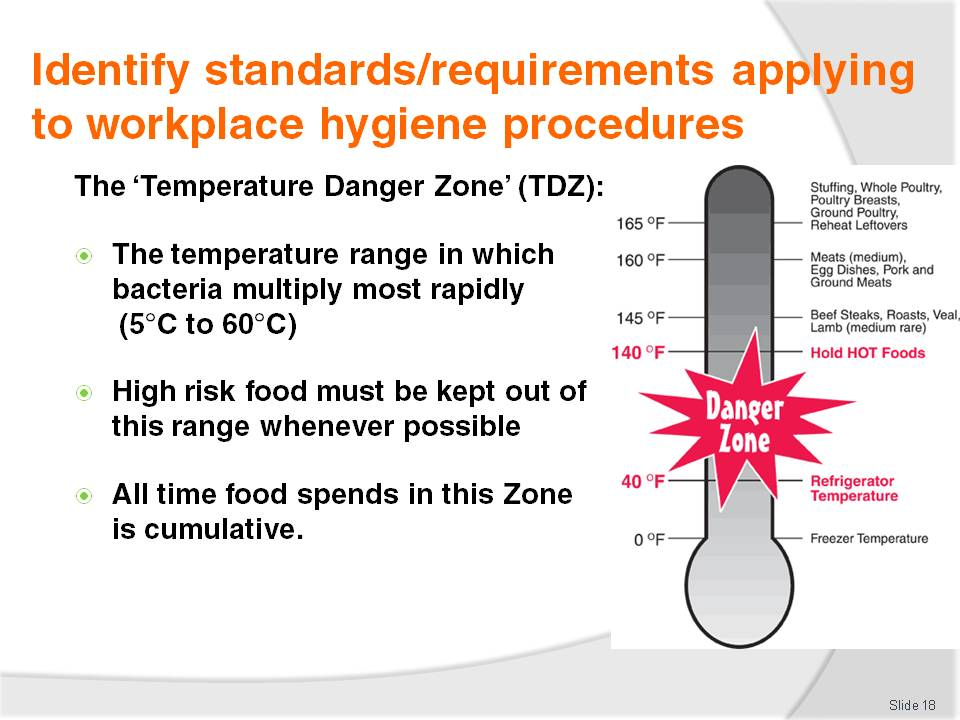 Identify standards/requirements applying
to workplace hygiene procedures
The ‘Temperature Danger Zone’ (TDZ):
The temperature range in which
bacteria multiply most rapidly
(5°C to 60°C)
High risk food must be kept out of
this range whenever possible
All time food spends in this Zone
is cumulative.
165 °F
Stuffing, Whole Poultry,
Poultry Breasts,
Ground Poultry,
Reheat Leftovers
160 °F
Meats (medium),
Egg Dishes, Pork and
Ground Meats
145 °F
Beef Steaks, Roasts, Veal,
Lamb (medium rare)
140 °F
Hold HOT Foods
Danger
Zone
40 °F
Refrigerator
Temperature
0 °F
Freezer Temperature
Slide 18